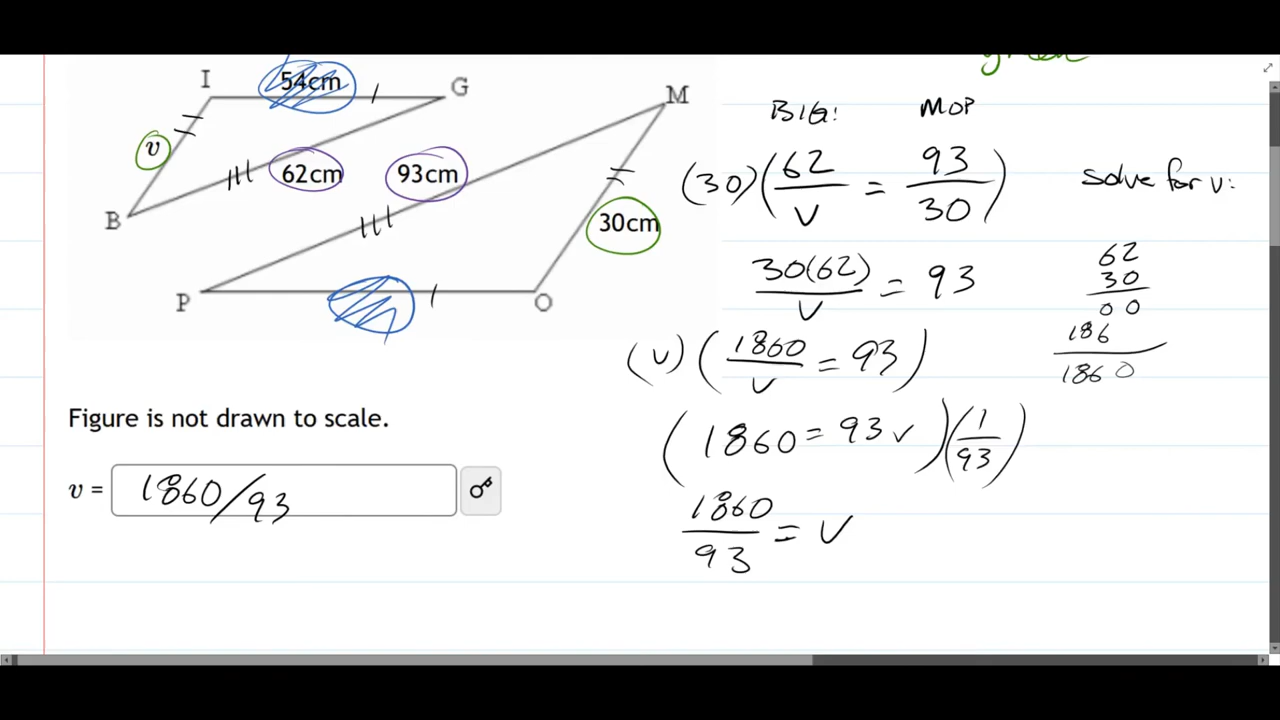 green
I 54cm G
M
v
62cm 93cm
B
30cm
P
O
BIG: MOP
(30)(62/v = 93/30)
solve for v:
30(62)/v = 93
62
30
00
186
1860
(v)(1860/v = 93)
(1860 = 93v)(1/93)
1860/93 = v
Figure is not drawn to scale.
v = 1860/93